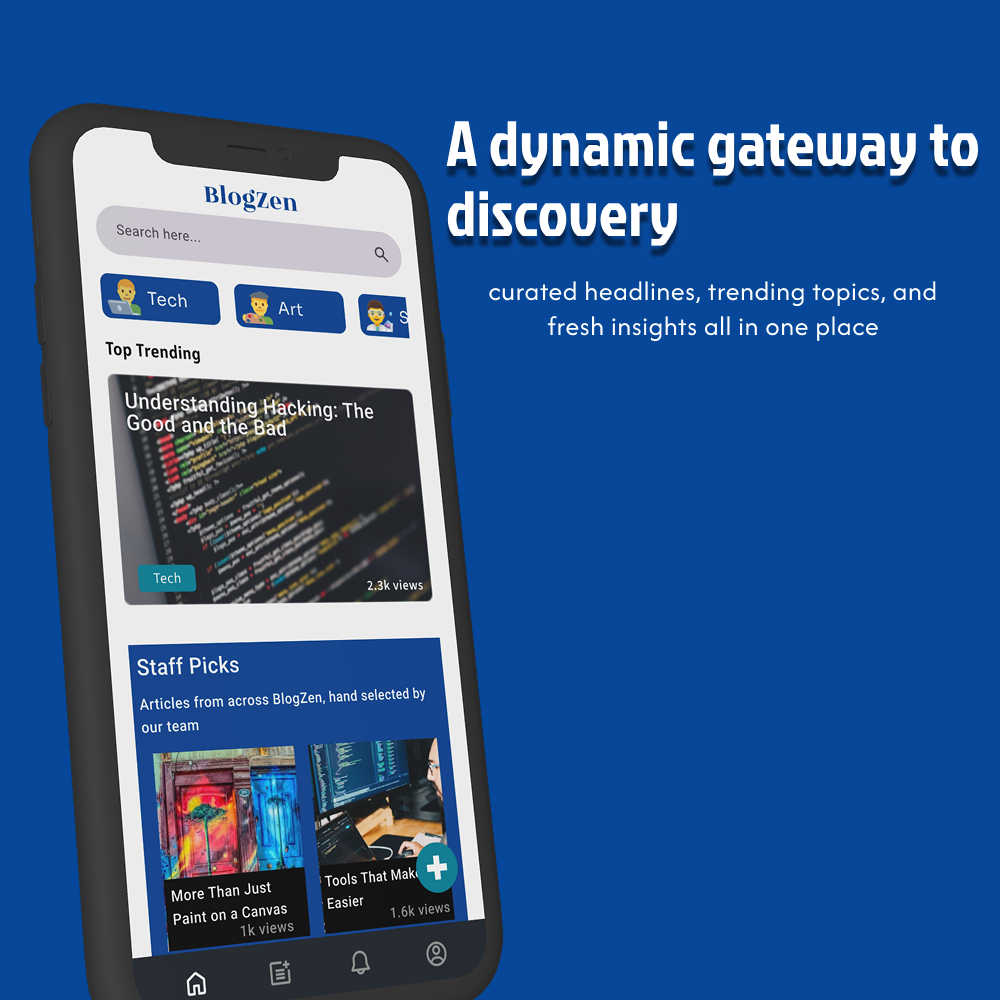 A dynamic gateway to
discovery
curated headlines, trending topics, and
fresh insights all in one place
BlogZen
Search here...
Tech
Art
S
Top Trending
Understanding Hacking: The
Good and the Bad
Tech
2.3k views
Staff Picks
Articles from across BlogZen, hand selected by
our team
More Than Just
Paint on a Canvas
1k views
Tools That Make
Easier
1.6k views